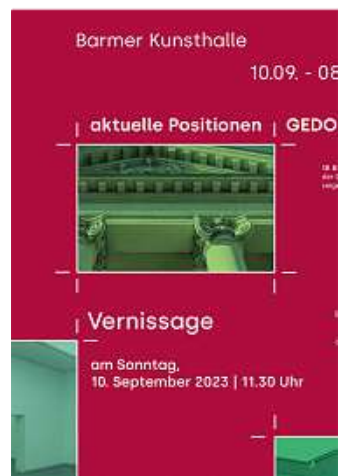 Barmer Kunsthalle
10.09. - 08
aktuelle Positionen
GEDO
Vernissage
am Sonntag,
10. September 2023 | 11.30 Uhr